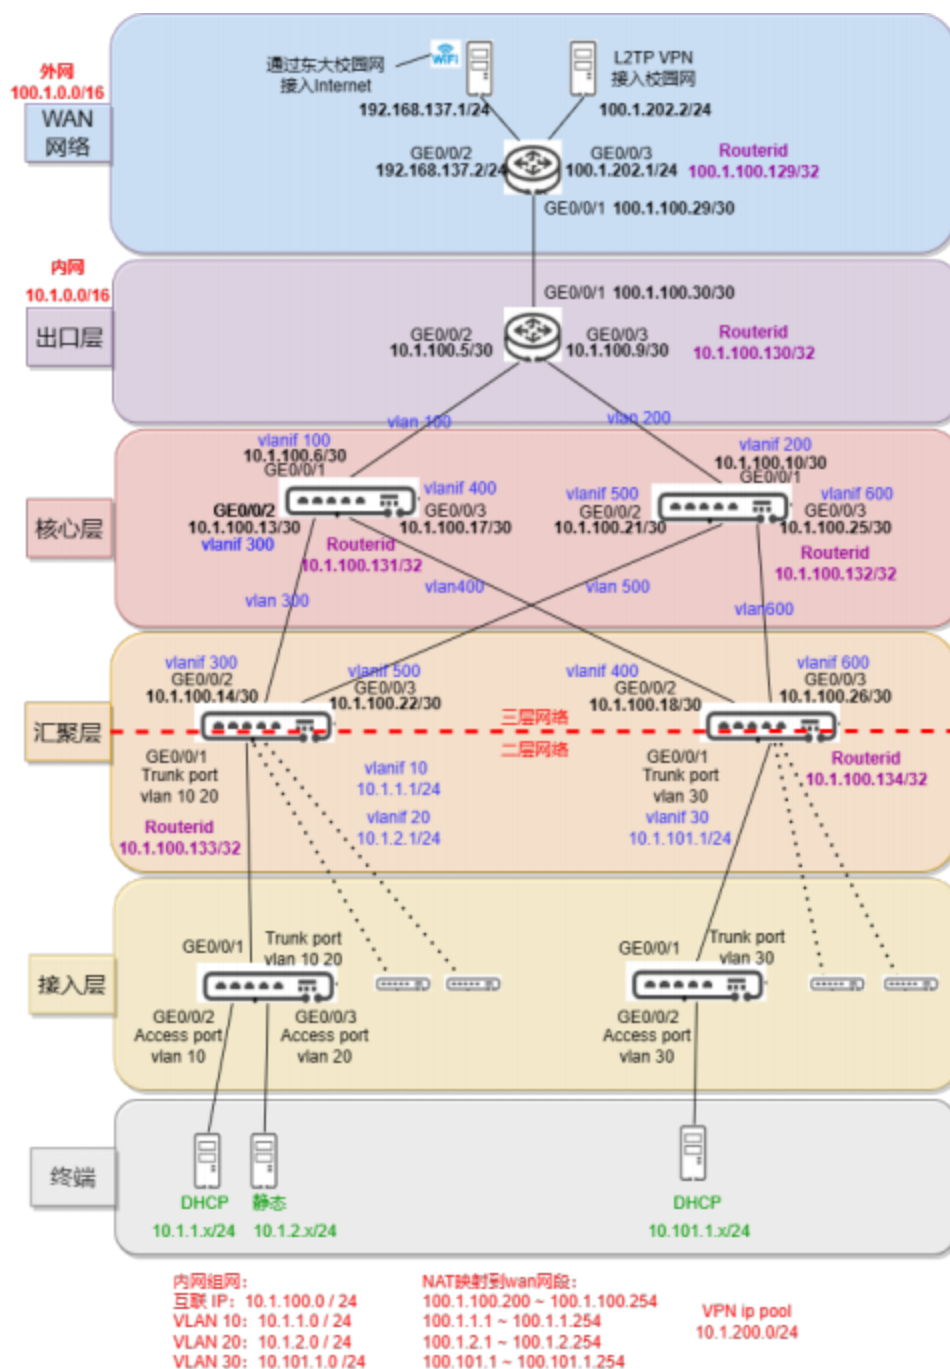 外网
100.1.0.0/16
WAN
网络
通过东大校园网
接入Internet
WiFi
L2TP VPN
接入校园网
192.168.137.1/24
100.1.202.2/24
GE0/0/2
192.168.137.2/24
GE0/0/3
100.1.202.1/24
Routerid
100.1.100.129/32
GE0/0/1 100.1.100.29/30
内网
10.1.0.0/16
出口层
GE0/0/1 100.1.100.30/30
GE0/0/2
10.1.100.5/30
GE0/0/3
10.1.100.9/30
Routerid
10.1.100.130/32
vlan 100
vlan 200
核心层
vlanif 100
10.1.100.6/30
GE0/0/1
vlanif 200
10.1.100.10/30
GE0/0/1
GE0/0/2
10.1.100.13/30
vlanif 300
vlanif 400
GE0/0/3
10.1.100.17/30
Routerid
10.1.100.131/32
vlanif 500
GE0/0/2
10.1.100.21/30
vlanif 600
GE0/0/3
10.1.100.25/30
Routerid
10.1.100.132/32
vlan 300
vlan400
vlan 500
vlan600
汇聚层
vlanif 300
GE0/0/2
10.1.100.14/30
vlanif 500
GE0/0/3
10.1.100.22/30
vlanif 400
GE0/0/2
10.1.100.18/30
vlanif 600
GE0/0/3
10.1.100.26/30
三层网络
二层网络
GE0/0/1
Trunk port
vlan 10 20
Routerid
10.1.100.133/32
vlanif 10
10.1.1.1/24
vlanif 20
10.1.2.1/24
GE0/0/1
Trunk port
vlan 30
vlanif 30
10.1.101.1/24
Routerid
10.1.100.134/32
接入层
GE0/0/1
Trunk port
vlan 10 20
GE0/0/2
Access port
vlan 10
GE0/0/3
Access port
vlan 20
GE0/0/1
Trunk port
vlan 30
GE0/0/2
Access port
vlan 30
终端
DHCP
10.1.1.x/24
静态
10.1.2.x/24
DHCP
10.101.1.x/24
内网组网：
互联 IP：10.1.100.0 / 24
VLAN 10：10.1.1.0 / 24
VLAN 20：10.1.2.0 / 24
VLAN 30：10.101.1.0 /24
NAT映射到wan网段：
100.1.100.200 ~ 100.1.100.254
100.1.1.1 ~ 100.1.1.254
100.1.2.1 ~ 100.1.2.254
100.101.1 ~ 100.101.1.254
VPN ip pool
10.1.200.0/24